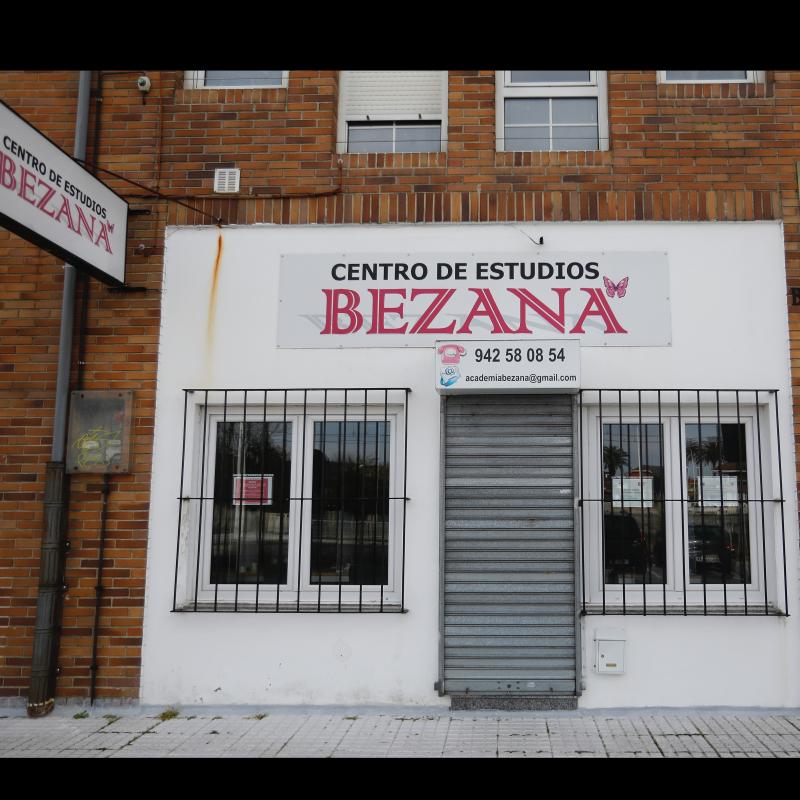 CENTRO DE ESTUDIOS
BEZANA
CENTRO DE ESTUDIOS
BEZANA
942 58 08 54
academiabezana@gmail.com